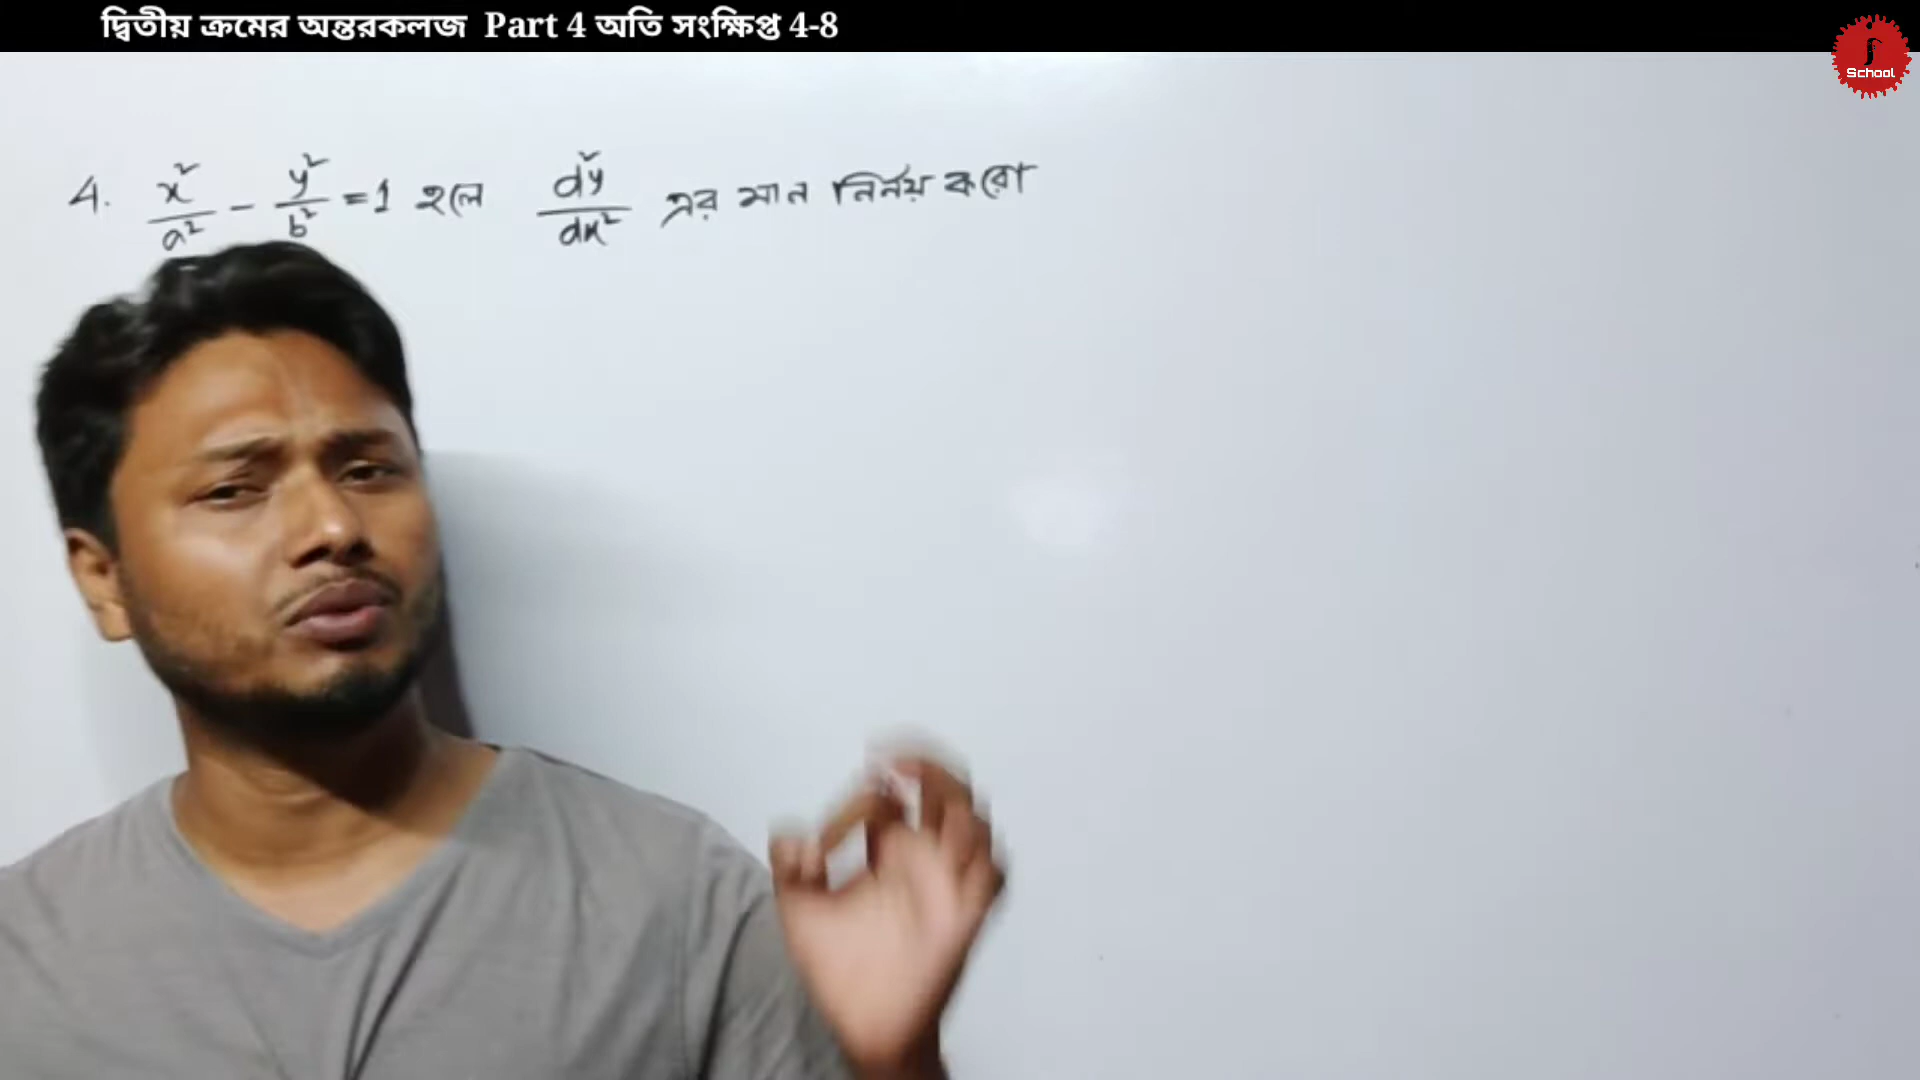 দ্বিতীয় ক্রমের অন্তরকলজ Part 4 অতি সংক্ষিপ্ত 4-8
School
4. x²/a² - y²/b² = 1 হলে d²y/dx² এর মান নির্নয় করো